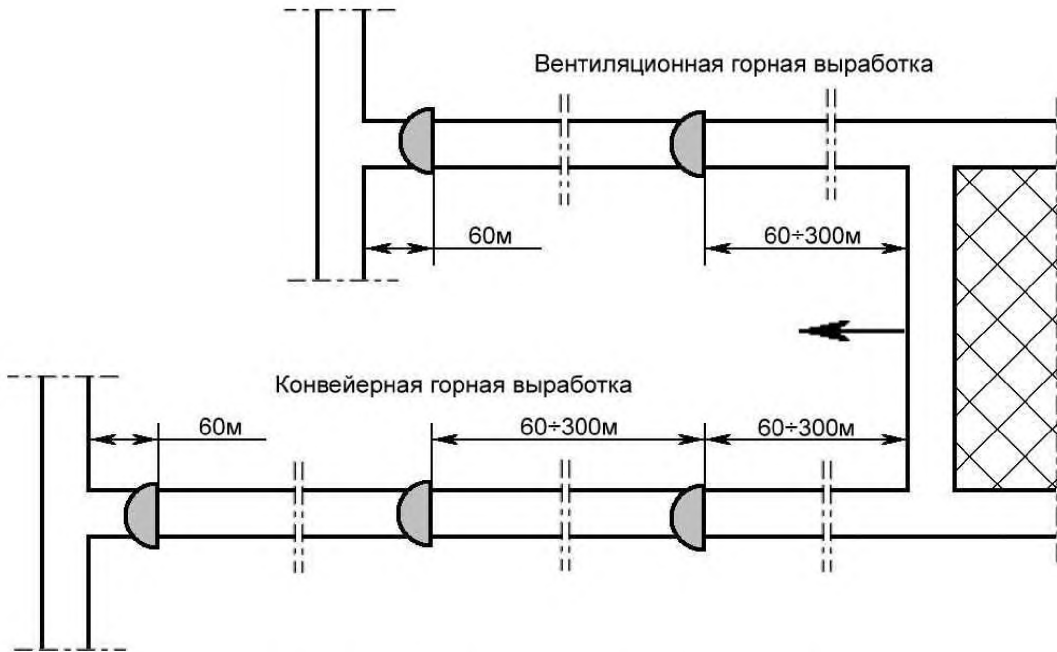 Вентиляционная горная выработка
60м
60÷300м
Конвейерная горная выработка
60м
60÷300м
60÷300м